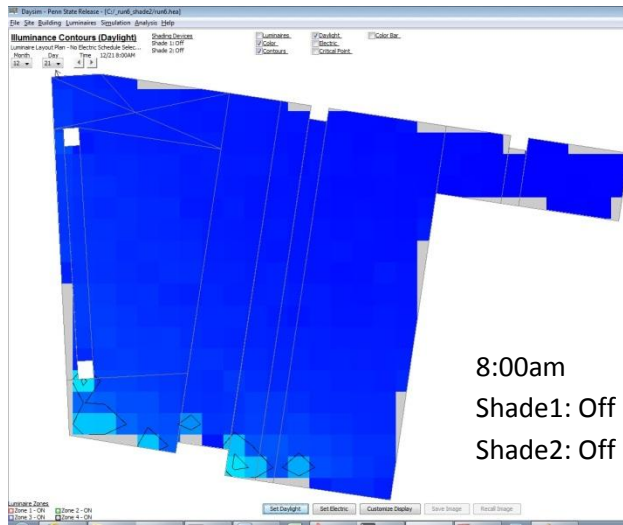 Daysim - Penn State Release - [C:/_run6_shade2/run6.hea]
File Site Building Luminaires Simulation Analysis Help
Illuminance Contours (Daylight)
Luminaire Layout Plan - No Electric Schedule Selec...
Month Day Time 12/21 8:00AM
12 21 < >
Shading Devices
Shade 1: Off
Shade 2: Off
Luminaires Daylight Color Bar
Color Electric
Contours Critical Point
8:00am
Shade1: Off
Shade2: Off
Luminaire Zones
Zone 1 - ON Zone 2 - ON
Zone 3 - ON Zone 4 - ON
Set Daylight Set Electric Customize Display Save Image Recall Image